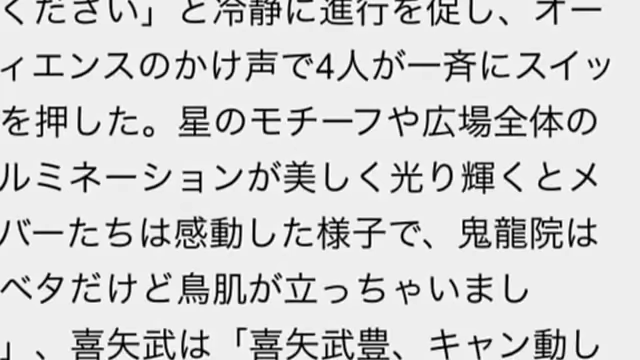 ください」と冷静に進行を促し、オー
ィエンスのかけ声で4人が一斉にスイッ
を押した。星のモチーフや広場全体の
ルミネーションが美しく光り輝くとメ
バーたちは感動した様子で、鬼龍院は
ベタだけど鳥肌が立っちゃいまし
」、喜矢武は「喜矢武豊、キャン動し